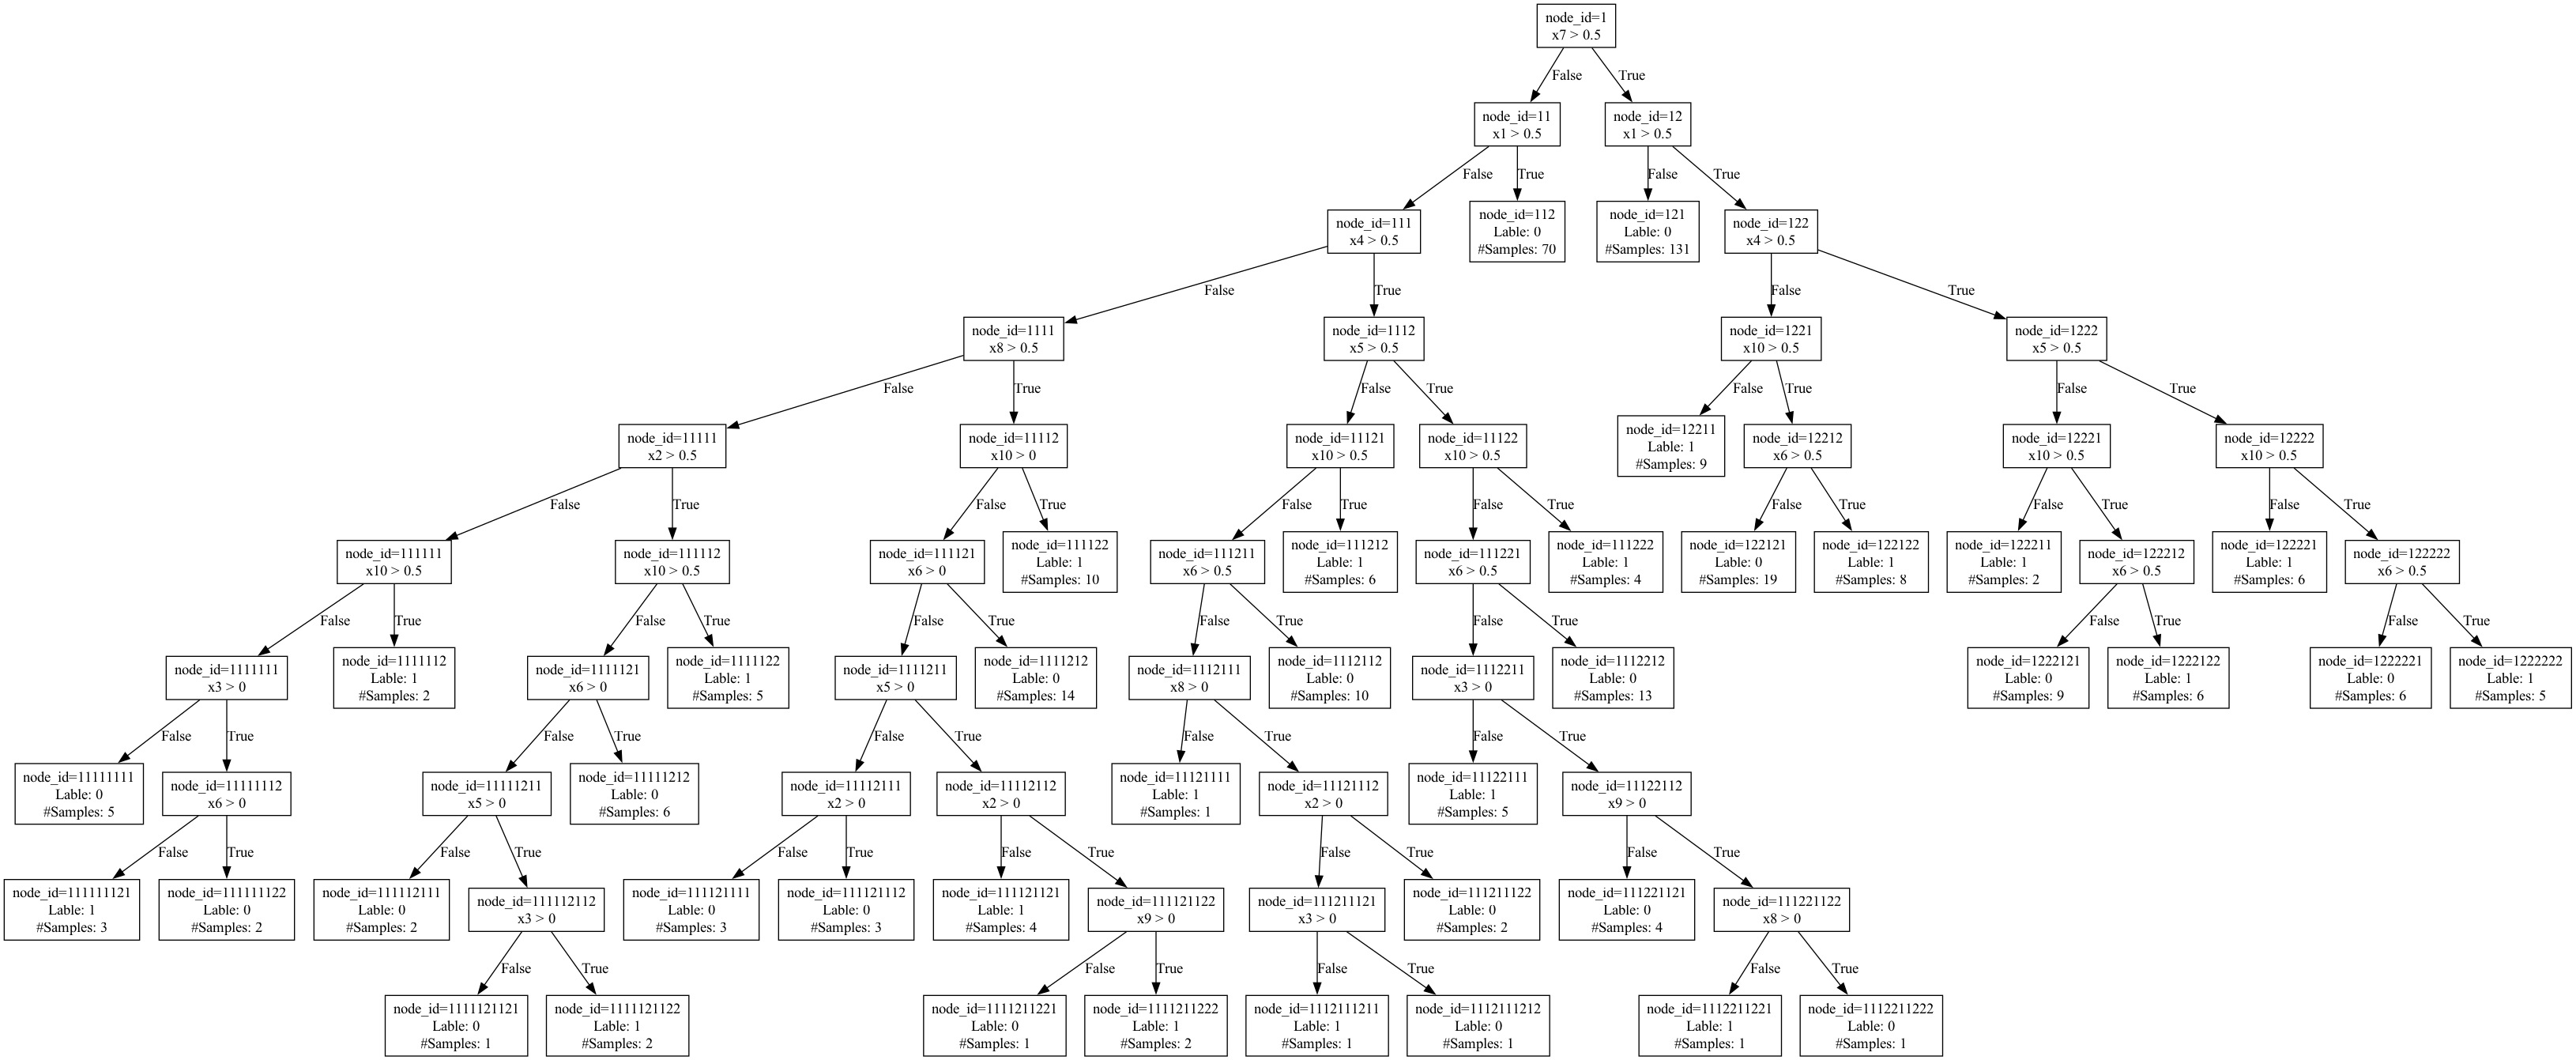 node_id=1
x7 > 0.5
False
True
node_id=11
x1 > 0.5
node_id=12
x1 > 0.5
False
True
False
True
node_id=111
x4 > 0.5
node_id=112
Lable: 0
#Samples: 70
node_id=121
Lable: 0
#Samples: 131
node_id=122
x4 > 0.5
False
True
False
True
node_id=1111
x8 > 0.5
node_id=1112
x5 > 0.5
node_id=1221
x10 > 0.5
node_id=1222
x5 > 0.5
False
True
False
True
False
True
False
True
node_id=11111
x2 > 0.5
node_id=11112
x10 > 0
node_id=11121
x10 > 0.5
node_id=11122
x10 > 0.5
node_id=12211
Lable: 1
#Samples: 9
node_id=12212
x6 > 0.5
node_id=12221
x10 > 0.5
node_id=12222
x10 > 0.5
False
True
False
True
False
True
False
True
False
True
False
True
False
True
node_id=111111
x10 > 0.5
node_id=111112
x10 > 0.5
node_id=111121
x6 > 0
node_id=111122
Lable: 1
#Samples: 10
node_id=111211
x6 > 0.5
node_id=111212
Lable: 1
#Samples: 6
node_id=111221
x6 > 0.5
node_id=111222
Lable: 1
#Samples: 4
node_id=122121
Lable: 0
#Samples: 19
node_id=122122
Lable: 1
#Samples: 8
node_id=122211
Lable: 1
#Samples: 2
node_id=122212
x6 > 0.5
node_id=122221
Lable: 1
#Samples: 6
node_id=122222
x6 > 0.5
False
True
False
True
False
True
False
True
False
True
False
True
False
True
node_id=1111111
x3 > 0
node_id=1111112
Lable: 1
#Samples: 2
node_id=1111121
x6 > 0
node_id=1111122
Lable: 1
#Samples: 5
node_id=1111211
x5 > 0
node_id=1111212
Lable: 0
#Samples: 14
node_id=1112111
x8 > 0
node_id=1112112
Lable: 0
#Samples: 10
node_id=1112211
x3 > 0
node_id=1112212
Lable: 0
#Samples: 13
node_id=1222121
Lable: 0
#Samples: 9
node_id=1222122
Lable: 1
#Samples: 6
node_id=1222221
Lable: 0
#Samples: 6
node_id=1222222
Lable: 1
#Samples: 5
False
True
False
True
False
True
False
True
False
True
node_id=11111111
Lable: 0
#Samples: 5
node_id=11111112
x6 > 0
node_id=11111211
x5 > 0
node_id=11111212
Lable: 0
#Samples: 6
node_id=11112111
x2 > 0
node_id=11112112
x2 > 0
node_id=11121111
Lable: 1
#Samples: 1
node_id=11121112
x2 > 0
node_id=11122111
Lable: 1
#Samples: 5
node_id=11122112
x9 > 0
False
True
False
True
False
True
False
True
False
True
False
True
node_id=111111121
Lable: 1
#Samples: 3
node_id=111111122
Lable: 0
#Samples: 2
node_id=111112111
Lable: 0
#Samples: 2
node_id=111112112
x3 > 0
node_id=111121111
Lable: 0
#Samples: 3
node_id=111121112
Lable: 0
#Samples: 3
node_id=111121121
Lable: 1
#Samples: 4
node_id=111121122
x9 > 0
node_id=111211121
x3 > 0
node_id=111211122
Lable: 0
#Samples: 2
node_id=111221121
Lable: 0
#Samples: 4
node_id=111221122
x8 > 0
False
True
False
True
False
True
False
True
node_id=1111121121
Lable: 0
#Samples: 1
node_id=1111121122
Lable: 1
#Samples: 2
node_id=1111211221
Lable: 0
#Samples: 1
node_id=1111211222
Lable: 1
#Samples: 2
node_id=1112111211
Lable: 1
#Samples: 1
node_id=1112111212
Lable: 0
#Samples: 1
node_id=1112211221
Lable: 1
#Samples: 1
node_id=1112211222
Lable: 0
#Samples: 1